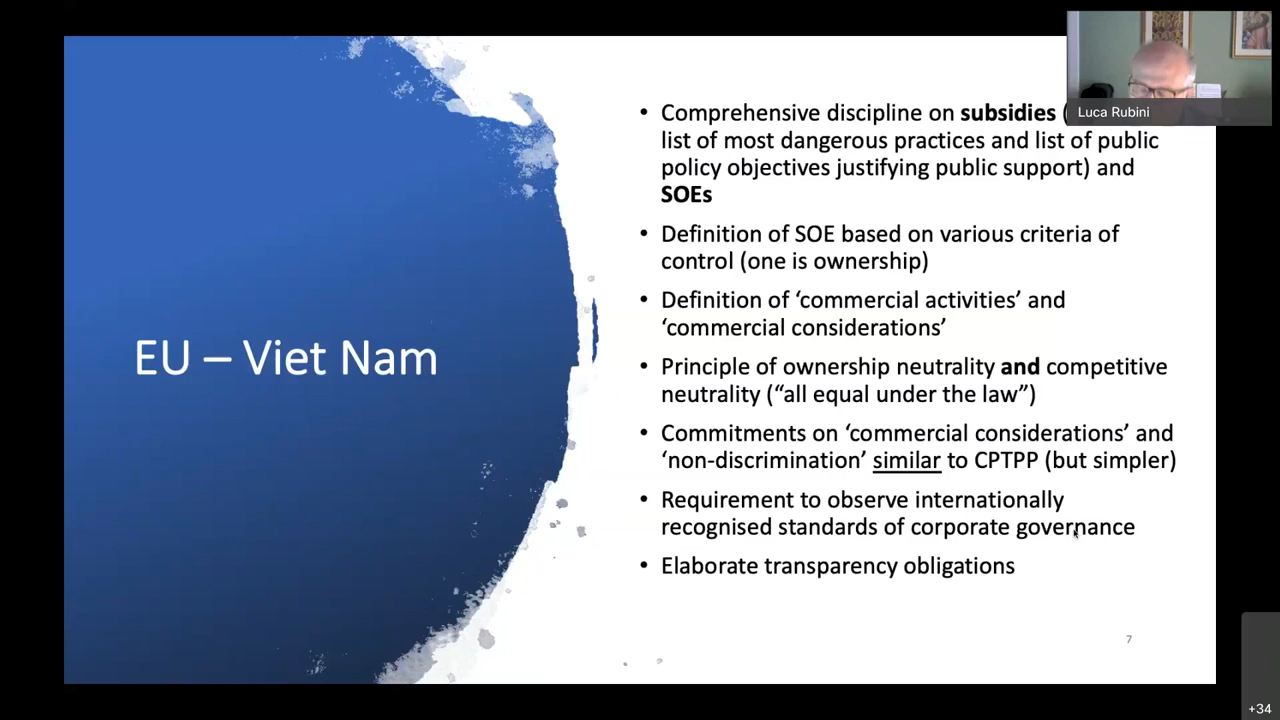 EU – Viet Nam
• Comprehensive discipline on subsidies (
list of most dangerous practices and list of public
policy objectives justifying public support) and
SOEs
• Definition of SOE based on various criteria of
control (one is ownership)
• Definition of ‘commercial activities’ and
‘commercial considerations’
• Principle of ownership neutrality and competitive
neutrality (“all equal under the law”)
• Commitments on ‘commercial considerations’ and
‘non-discrimination’ similar to CPTPP (but simpler)
• Requirement to observe internationally
recognised standards of corporate governance
• Elaborate transparency obligations
7
Luca Rubini
+34